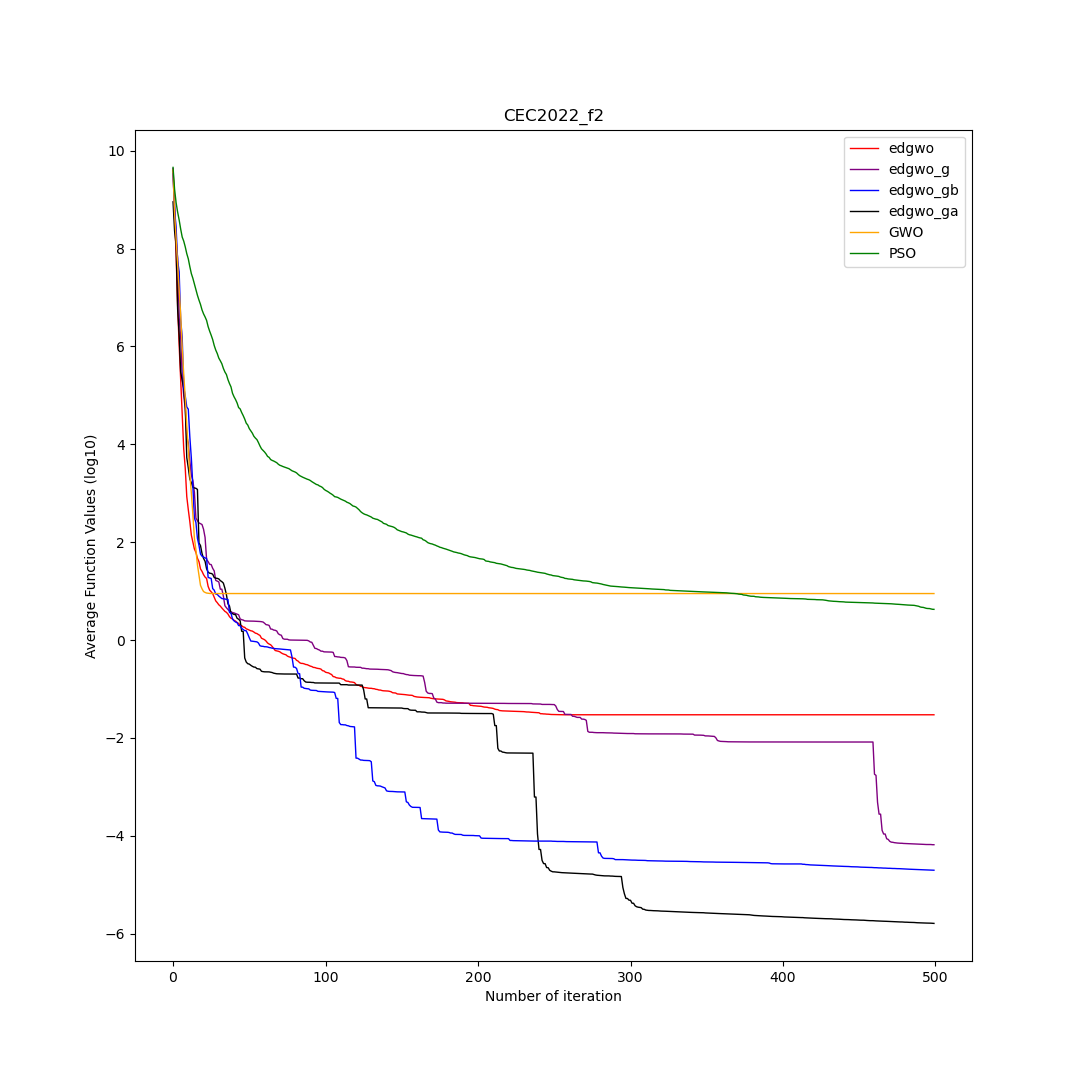 CEC2022_f2
edgwo
edgwo_g
edgwo_gb
edgwo_ga
GWO
PSO
Average Function Values (log10)
10
8
6
4
2
0
−2
−4
−6
0 100 200 300 400 500
Number of iteration